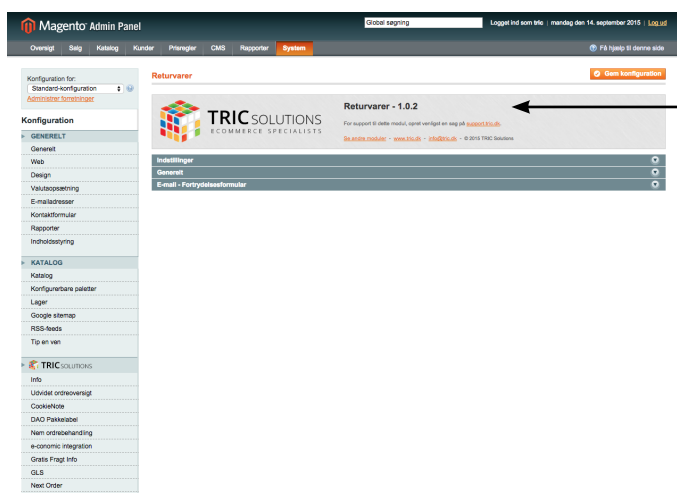 Magento Admin Panel
Global søgning
Logget ind som tric | mandag den 14. september 2015 | Log ud
Oversigt Salg Katalog Kunder Prisregler CMS Rapporter System
Få hjælp til denne side
Konfiguration for:
Standard-konfiguration
Administrer forretninger
Returvarer
Gem konfiguration
TRIC SOLUTIONS
ECOMMERCE SPECIALISTS
Returvarer - 1.0.2
For support til dette modul, opret venligst en sag på support.tric.dk.
Se andre moduler - www.tric.dk - info@tric.dk - © 2015 TRIC Solutions
Indstillinger
Generelt
E-mail - Fortrydelsesformular
Konfiguration
GENERELT
Generelt
Web
Design
Valutaopsætning
E-mailadresser
Kontaktformular
Rapporter
Indholdsstyring
KATALOG
Katalog
Konfigurerbare paletter
Lager
Google sitemap
RSS-feeds
Tip en ven
TRIC SOLUTIONS
Info
Udvidet ordreoversigt
CookieNote
DAO Pakkelabel
Nem ordrebehandling
e-conomic integration
Gratis Fragt Info
GLS
Next Order